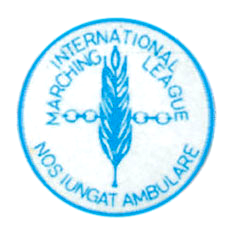 INTERNATIONAL
MARCHING LEAGUE
NOS IUNGAT AMBULARE